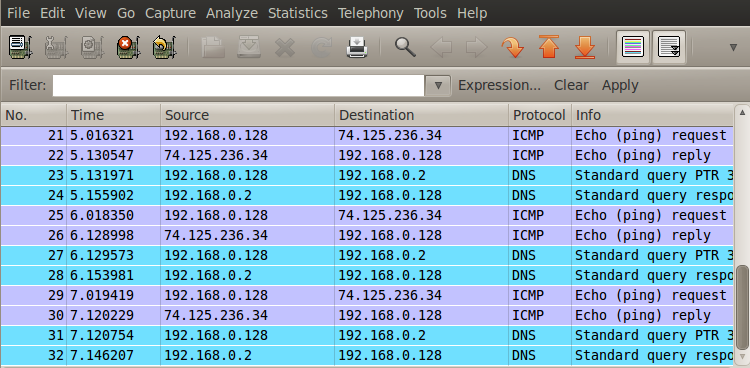 File Edit View Go Capture Analyze Statistics Telephony Tools Help
Filter: Expression... Clear Apply
No. Time Source Destination Protocol Info
21 5.016321 192.168.0.128 74.125.236.34 ICMP Echo (ping) request
22 5.130547 74.125.236.34 192.168.0.128 ICMP Echo (ping) reply
23 5.131971 192.168.0.128 192.168.0.2 DNS Standard query PTR 3
24 5.155902 192.168.0.2 192.168.0.128 DNS Standard query respo
25 6.018350 192.168.0.128 74.125.236.34 ICMP Echo (ping) request
26 6.128998 74.125.236.34 192.168.0.128 ICMP Echo (ping) reply
27 6.129573 192.168.0.128 192.168.0.2 DNS Standard query PTR 3
28 6.153981 192.168.0.2 192.168.0.128 DNS Standard query respo
29 7.019419 192.168.0.128 74.125.236.34 ICMP Echo (ping) request
30 7.120229 74.125.236.34 192.168.0.128 ICMP Echo (ping) reply
31 7.120754 192.168.0.128 192.168.0.2 DNS Standard query PTR 3
32 7.146207 192.168.0.2 192.168.0.128 DNS Standard query respo